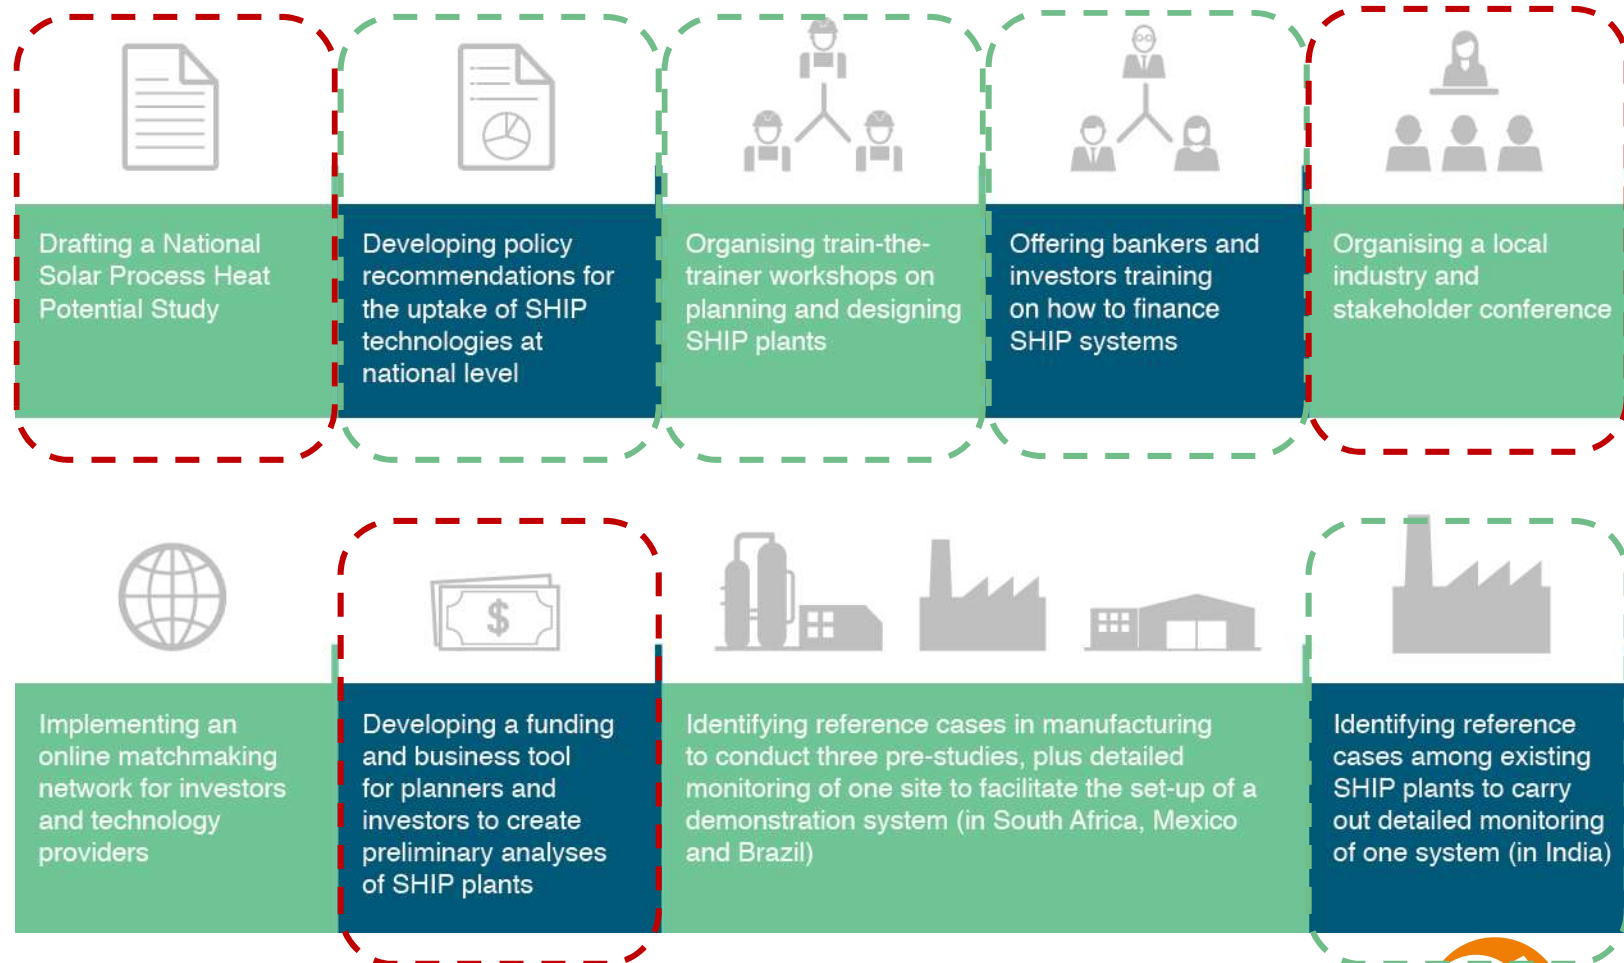 Drafting a National
Solar Process Heat
Potential Study
Developing policy
recommendations for
the uptake of SHIP
technologies at
national level
Organising train-the-
trainer workshops on
planning and designing
SHIP plants
Offering bankers and
investors training
on how to finance
SHIP systems
Organising a local
industry and
stakeholder conference
$
Implementing an
online matchmaking
network for investors
and technology
providers
Developing a funding
and business tool
for planners and
investors to create
preliminary analyses
of SHIP plants
Identifying reference cases in manufacturing
to conduct three pre-studies, plus detailed
monitoring of one site to facilitate the set-up of a
demonstration system (in South Africa, Mexico
and Brazil)
Identifying reference
cases among existing
SHIP plants to carry
out detailed monitoring
of one system (in India)